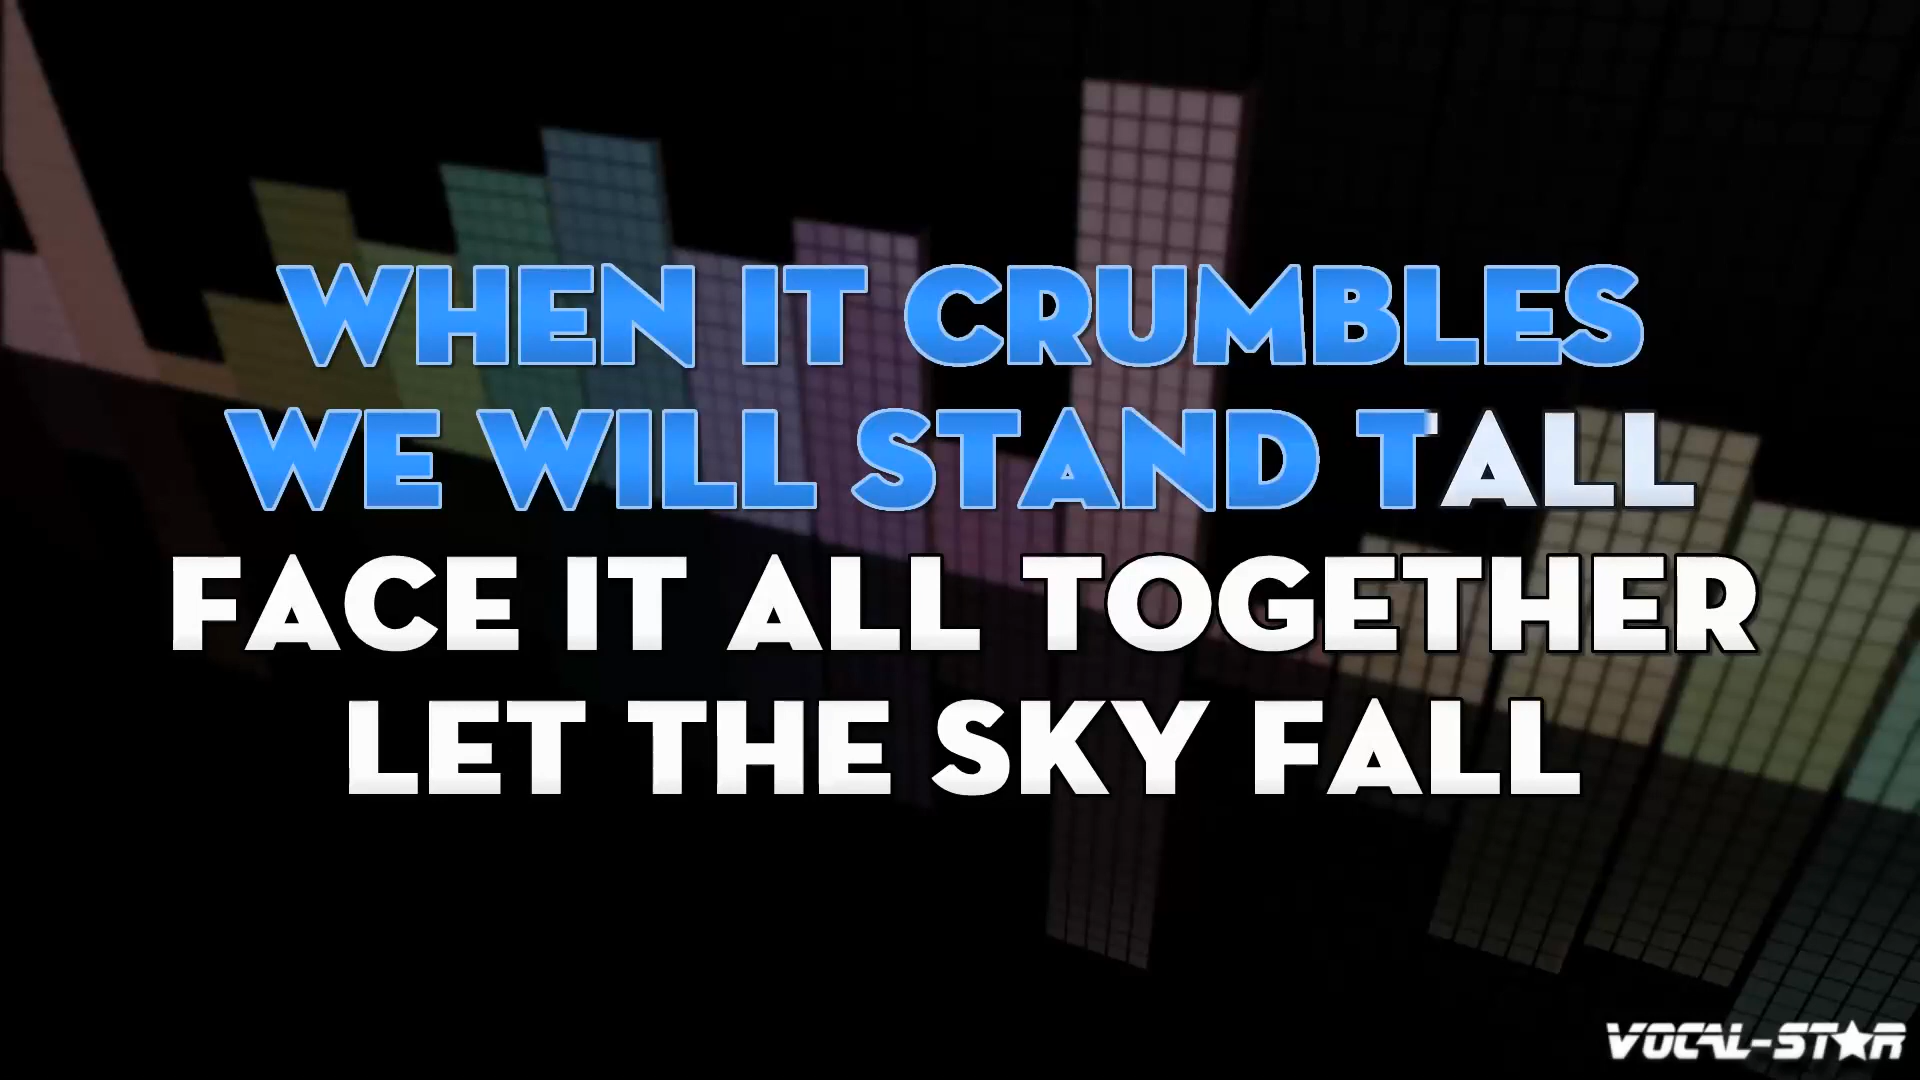 WHEN IT CRUMBLES
WE WILL STAND TALL
FACE IT ALL TOGETHER
LET THE SKY FALL
VOCAL-STAR